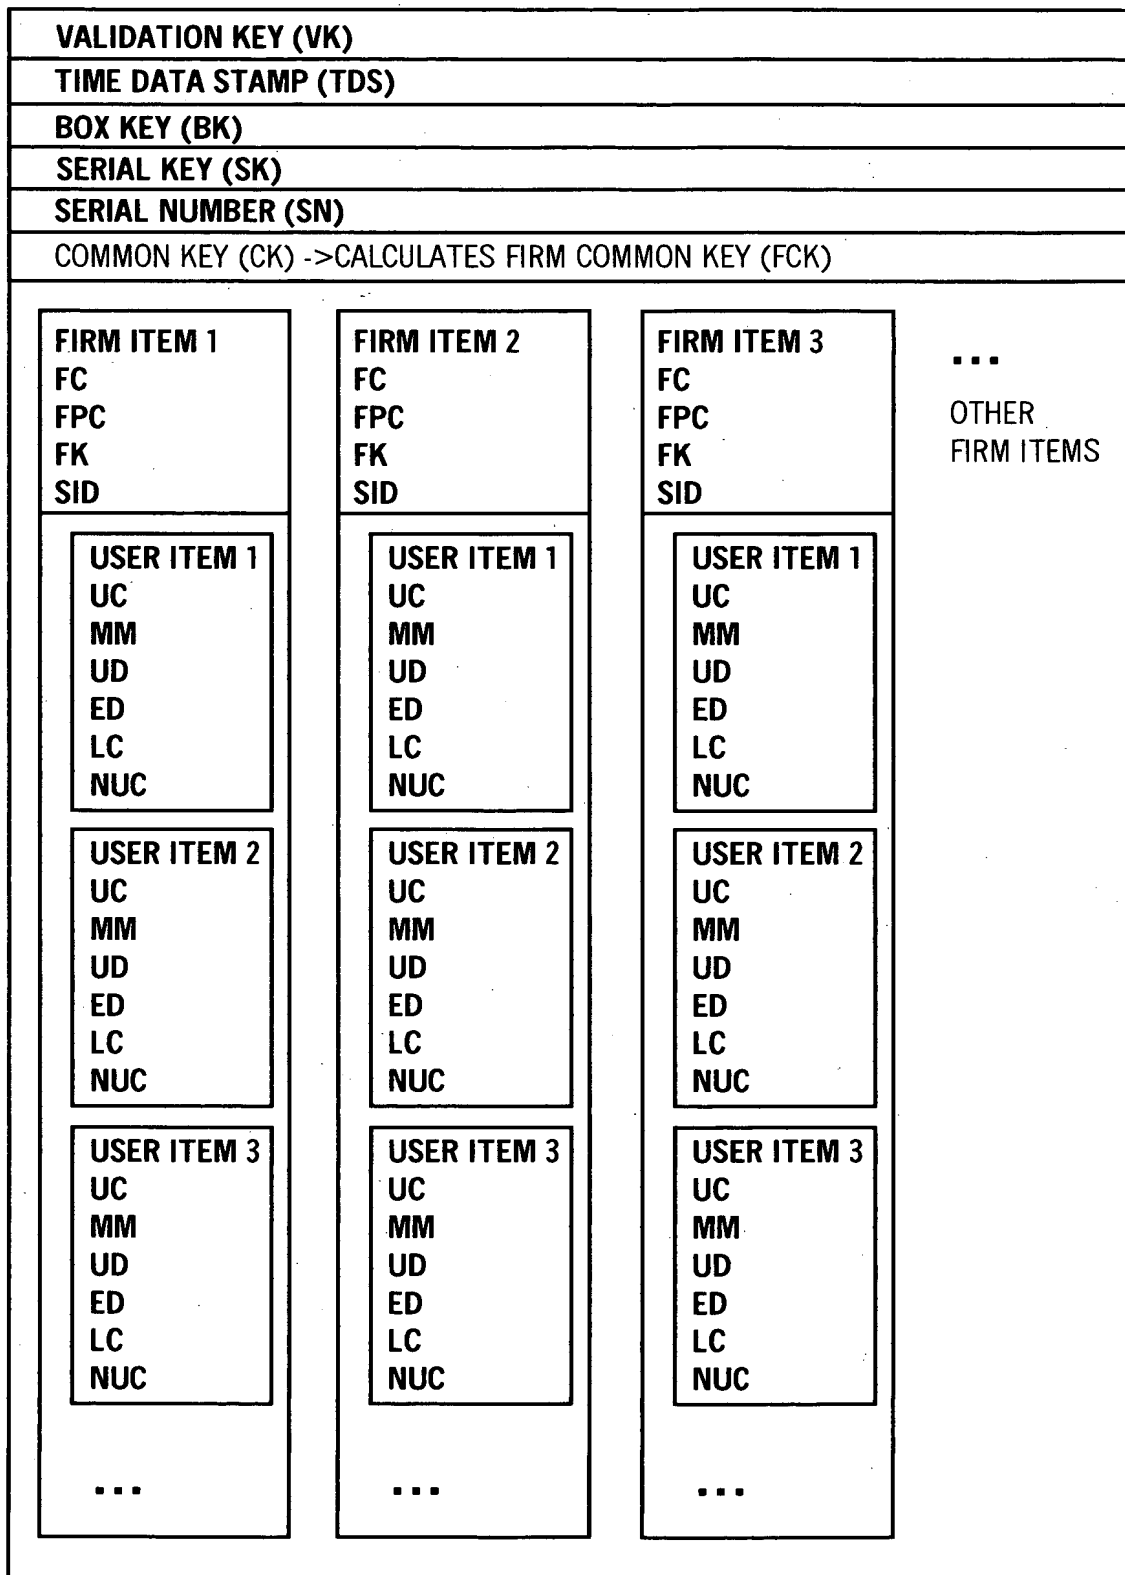 VALIDATION KEY (VK)
TIME DATA STAMP (TDS)
BOX KEY (BK)
SERIAL KEY (SK)
SERIAL NUMBER (SN)
COMMON KEY (CK) ->CALCULATES FIRM COMMON KEY (FCK)
FIRM ITEM 1
FC
FPC
FK
SID
USER ITEM 1
UC
MM
UD
ED
LC
NUC
USER ITEM 2
UC
MM
UD
ED
LC
NUC
USER ITEM 3
UC
MM
UD
ED
LC
NUC
...
FIRM ITEM 2
FC
FPC
FK
SID
USER ITEM 1
UC
MM
UD
ED
LC
NUC
USER ITEM 2
UC
MM
UD
ED
LC
NUC
USER ITEM 3
UC
MM
UD
ED
LC
NUC
...
FIRM ITEM 3
FC
FPC
FK
SID
USER ITEM 1
UC
MM
UD
ED
LC
NUC
USER ITEM 2
UC
MM
UD
ED
LC
NUC
USER ITEM 3
UC
MM
UD
ED
LC
NUC
...
...
OTHER
FIRM ITEMS